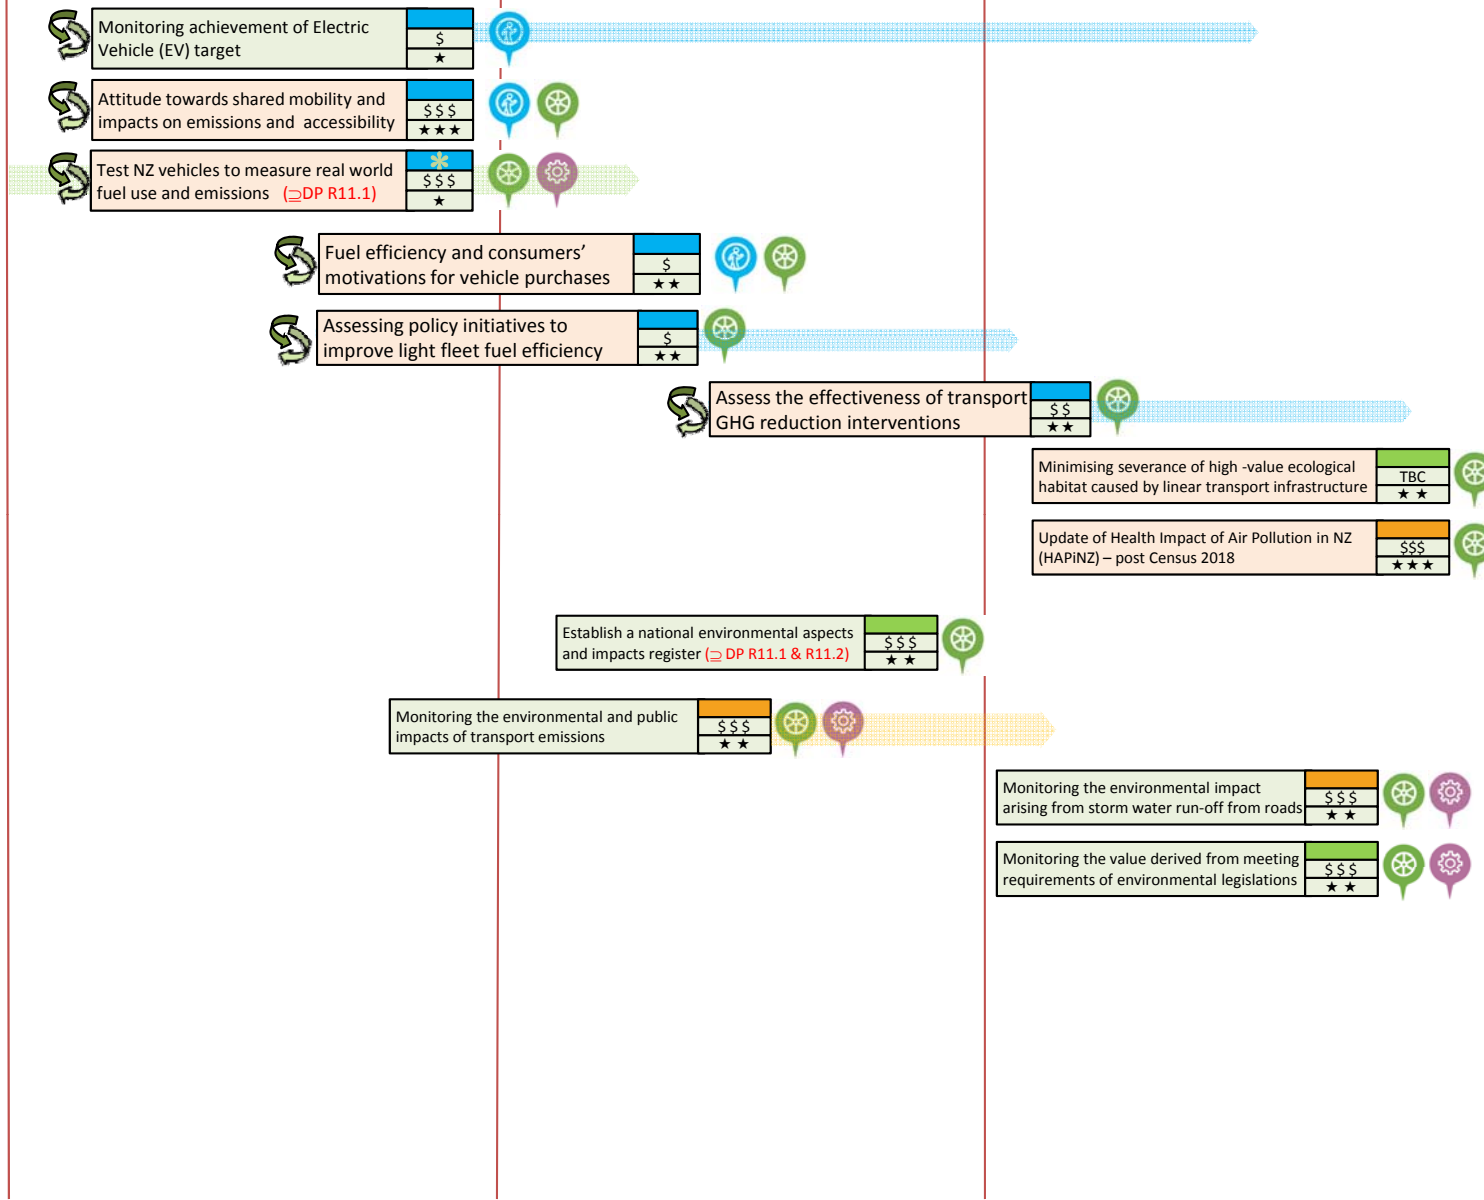 Monitoring achievement of Electric
Vehicle (EV) target
$
★
Attitude towards shared mobility and
impacts on emissions and accessibility
$$$
★★★
Test NZ vehicles to measure real world
fuel use and emissions (⊇DP R11.1)
*
$$$
★
Fuel efficiency and consumers’
motivations for vehicle purchases
$
★★
Assessing policy initiatives to
improve light fleet fuel efficiency
$
★★
Assess the effectiveness of transport
GHG reduction interventions
$$
★★
Minimising severance of high -value ecological
habitat caused by linear transport infrastructure
TBC
★ ★
Update of Health Impact of Air Pollution in NZ
(HAPiNZ) – post Census 2018
$$$
★★★
Establish a national environmental aspects
and impacts register (⊇ DP R11.1 & R11.2)
$$$
★ ★
Monitoring the environmental and public
impacts of transport emissions
$$$
★ ★
Monitoring the environmental impact
arising from storm water run-off from roads
$$$
★ ★
Monitoring the value derived from meeting
requirements of environmental legislations
$$$
★ ★